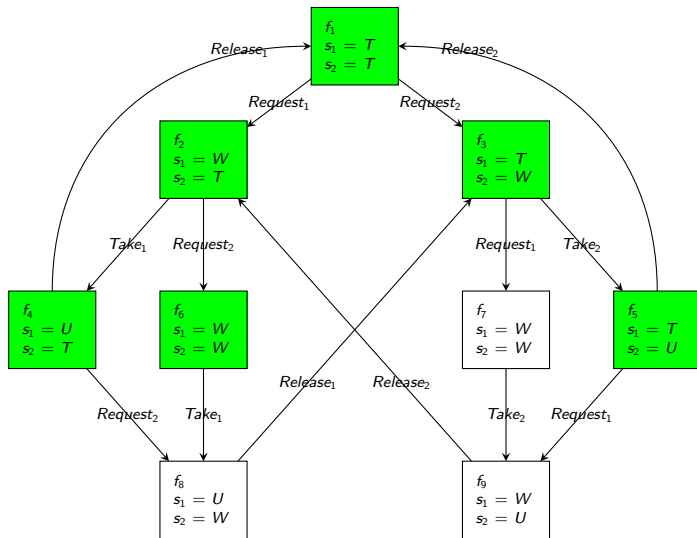 f₁
s₁ = T
s₂ = T
Release₁
Release₂
Request₁
Request₂
f₂
s₁ = W
s₂ = T
f₃
s₁ = T
s₂ = W
Take₁
Request₂
Request₁
Take₂
f₄
s₁ = U
s₂ = T
f₆
s₁ = W
s₂ = W
f₇
s₁ = W
s₂ = W
f₅
s₁ = T
s₂ = U
Release₁
Release₂
Request₂
Take₁
Take₂
Request₁
f₈
s₁ = U
s₂ = W
f₉
s₁ = W
s₂ = U